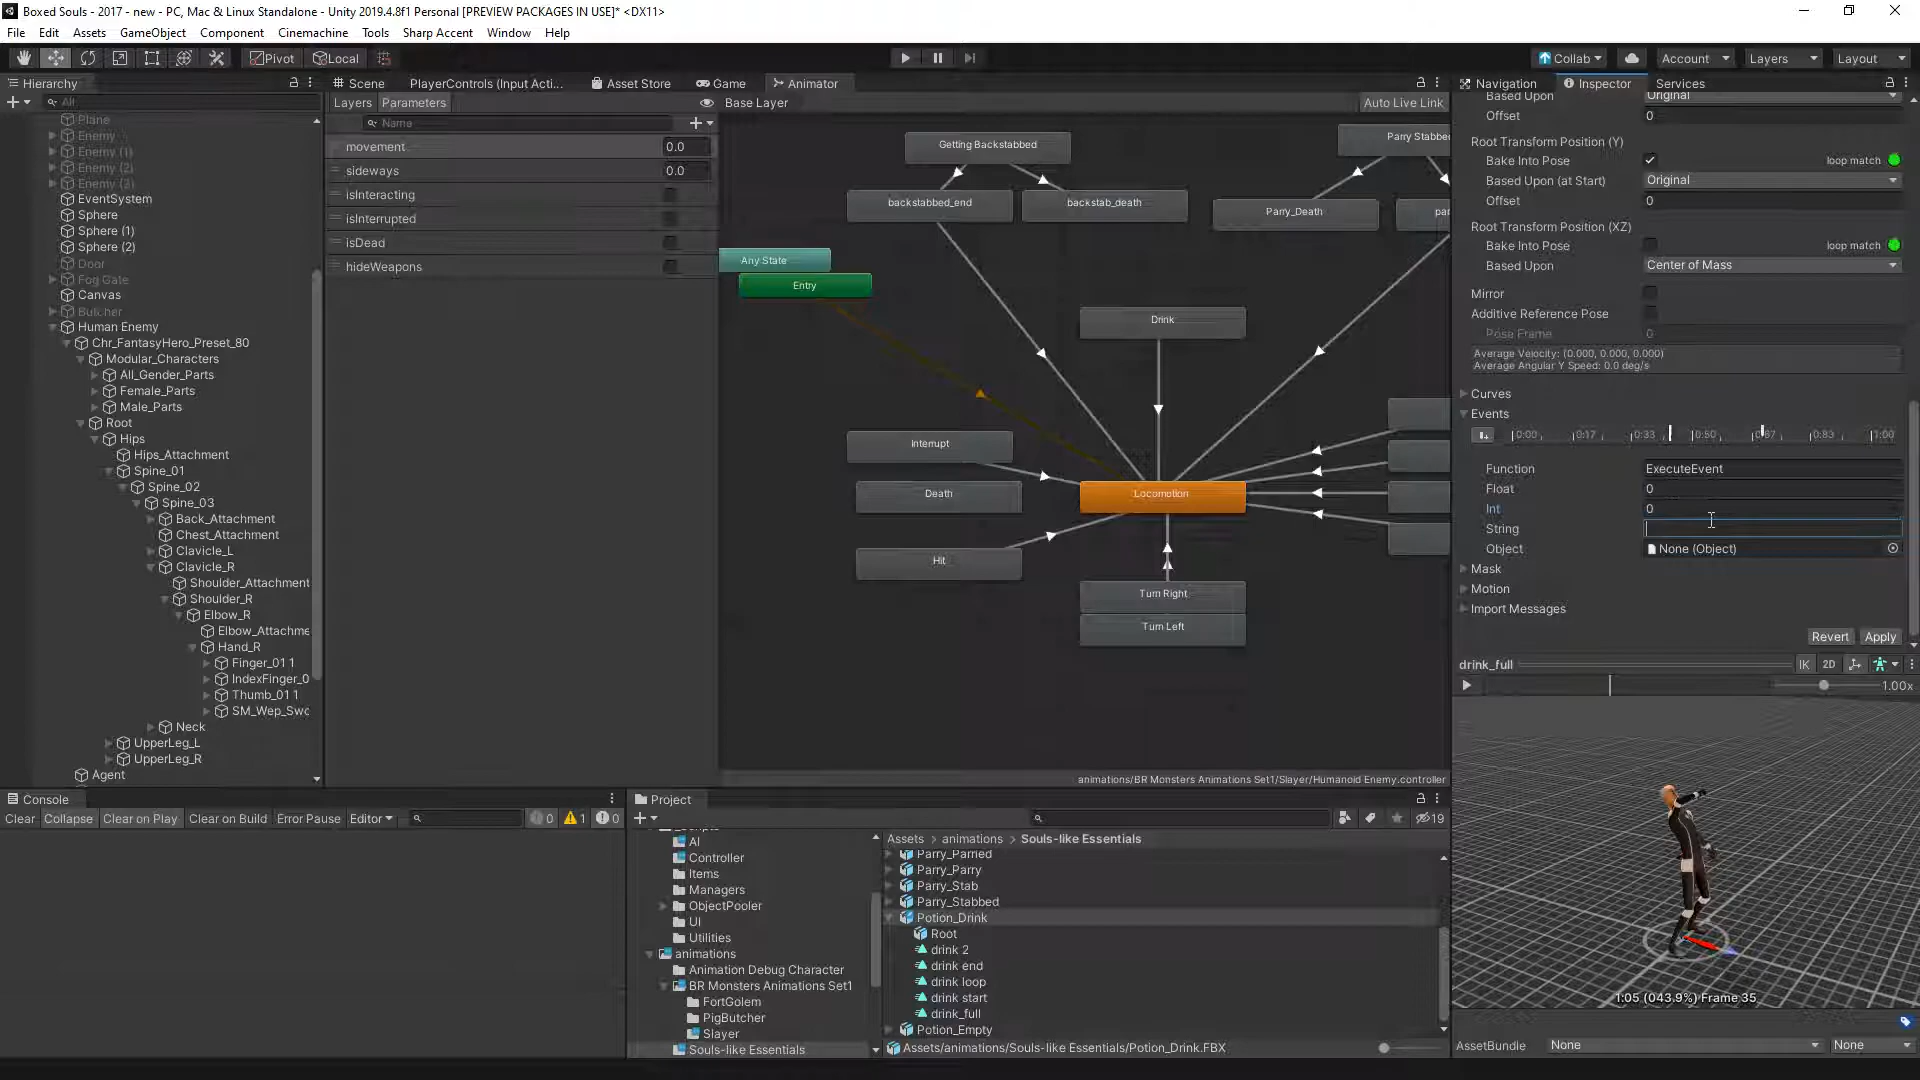 Boxed Souls - 2017 - new - PC, Mac & Linux Standalone - Unity 2019.4.8f1 Personal [PREVIEW PACKAGES IN USE]* <DX11>
File Edit Assets GameObject Component Cinemachine Tools Sharp Accent Window Help
Pivot Local Collab Account Layers Layout
Hierarchy
All
Plane
Enemy
Enemy (1)
Enemy (2)
Enemy (3)
EventSystem
Sphere
Sphere (1)
Sphere (2)
Door
Fog Gate
Canvas
Butcher
Human Enemy
Chr_FantasyHero_Preset_80
Modular_Characters
All_Gender_Parts
Female_Parts
Male_Parts
Root
Hips
Hips_Attachment
Spine_01
Spine_02
Spine_03
Back_Attachment
Chest_Attachment
Clavicle_L
Clavicle_R
Shoulder_Attachment
Shoulder_R
Elbow_R
Elbow_Attachme
Hand_R
Finger_01 1
IndexFinger_0
Thumb_01 1
SM_Wep_Swo
Neck
UpperLeg_L
UpperLeg_R
Agent
Scene PlayerControls (Input Acti... Asset Store Game Animator
Layers Parameters Base Layer Auto Live Link
Name
movement 0.0
sideways 0.0
isInteracting
isInterrupted
isDead
hideWeapons
Getting Backstabbed
Parry Stabbe
backstabbed_end
backstab_death
Parry_Death
par
Any State
Entry
Drink
Interrupt
Death
Locomotion
Hit
Turn Right
Turn Left
animations/BR Monsters Animations Set1/Slayer/Humanoid Enemy.controller
Navigation Inspector Services
Based Upon Original
Offset 0
Root Transform Position (Y)
Bake Into Pose loop match
Based Upon (at Start) Original
Offset 0
Root Transform Position (XZ)
Bake Into Pose loop match
Based Upon Center of Mass
Mirror
Additive Reference Pose
Pose Frame 0
Average Velocity: (0.000, 0.000, 0.000)
Average Angular Y Speed: 0.0 deg/s
Curves
Events
0:00 0:17 0:33 0:50 0:67 0:83 1:00
Function ExecuteEvent
Float 0
Int 0
String
Object None (Object)
Mask
Motion
Import Messages
Revert Apply
drink_full IK 2D
1.00x
1:05 (043.9%) Frame 35
AssetBundle None None
Console
Clear Collapse Clear on Play Clear on Build Error Pause Editor 0 1 0
Project
19
AI
Controller
Items
Managers
ObjectPooler
UI
Utilities
animations
Animation Debug Character
BR Monsters Animations Set1
FortGolem
PigButcher
Slayer
Souls-like Essentials
Assets > animations > Souls-like Essentials
Parry_Parried
Parry_Parry
Parry_Stab
Parry_Stabbed
Potion_Drink
Root
drink 2
drink end
drink loop
drink start
drink_full
Potion_Empty
Assets/animations/Souls-like Essentials/Potion_Drink.FBX